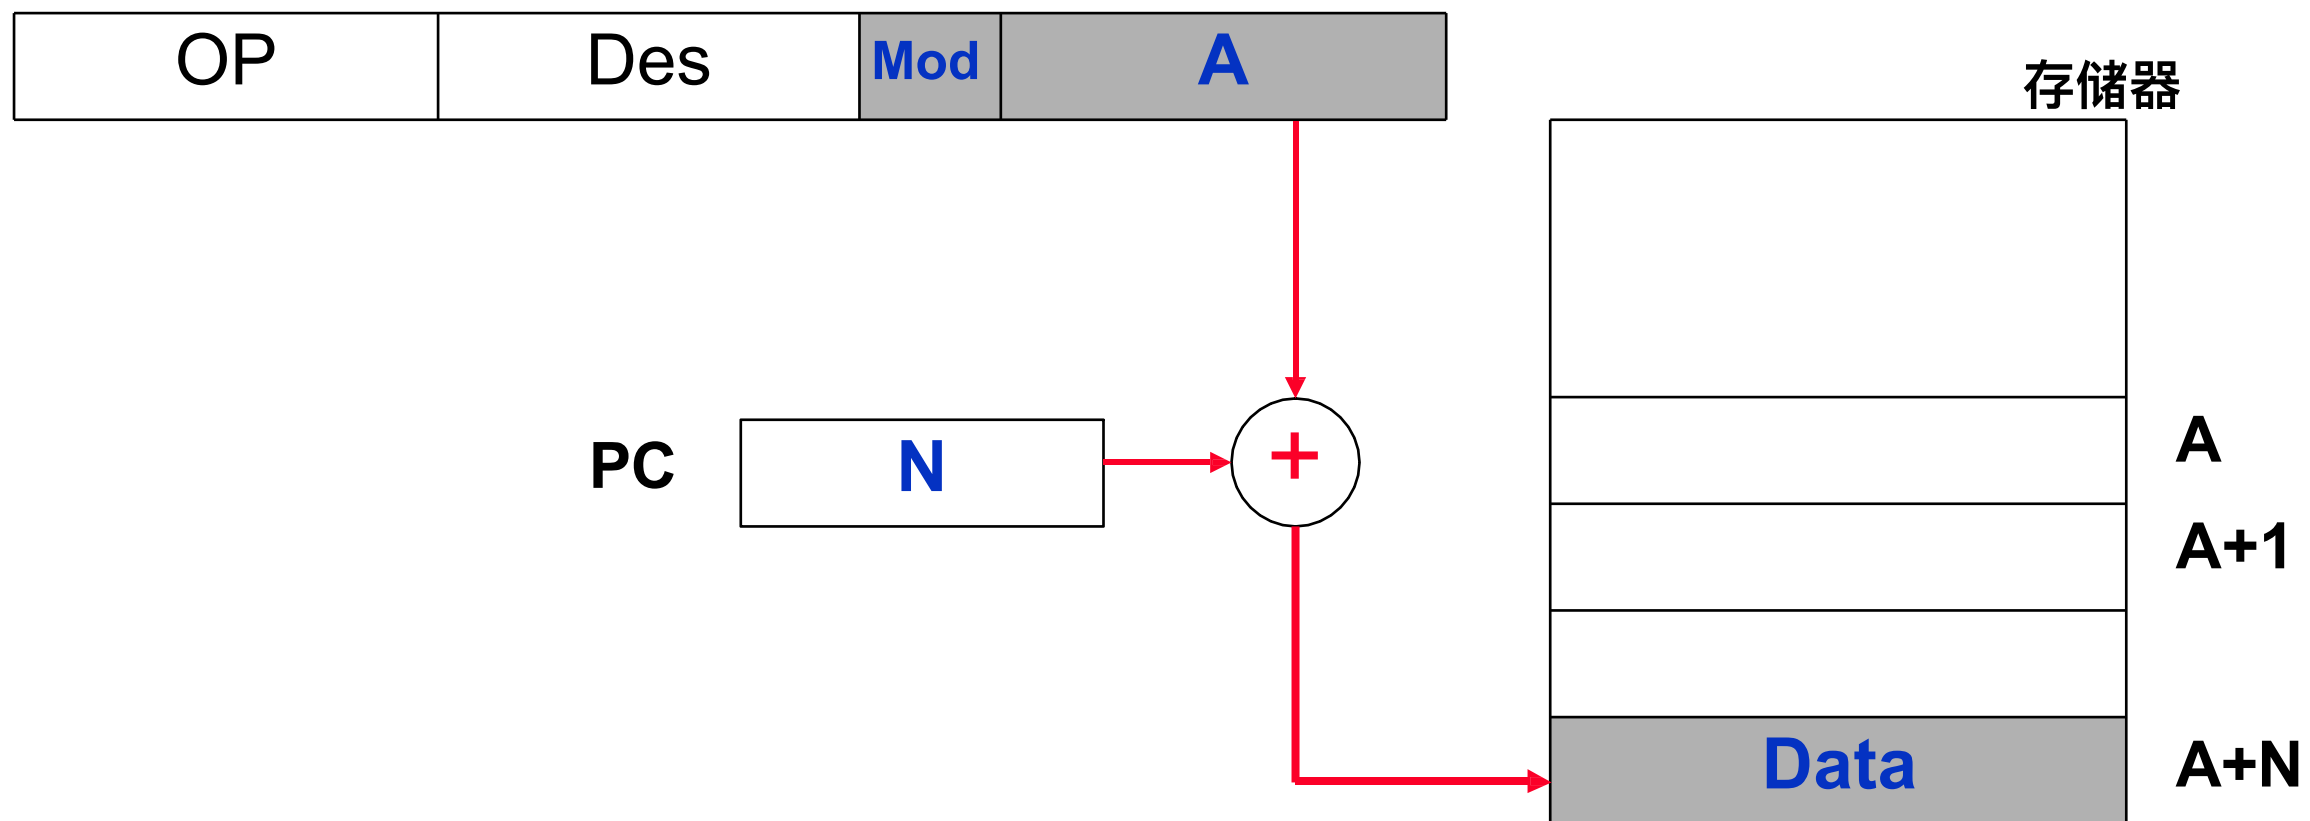 OP Des Mod A
存储器
A
PC N +
A+1
Data A+N